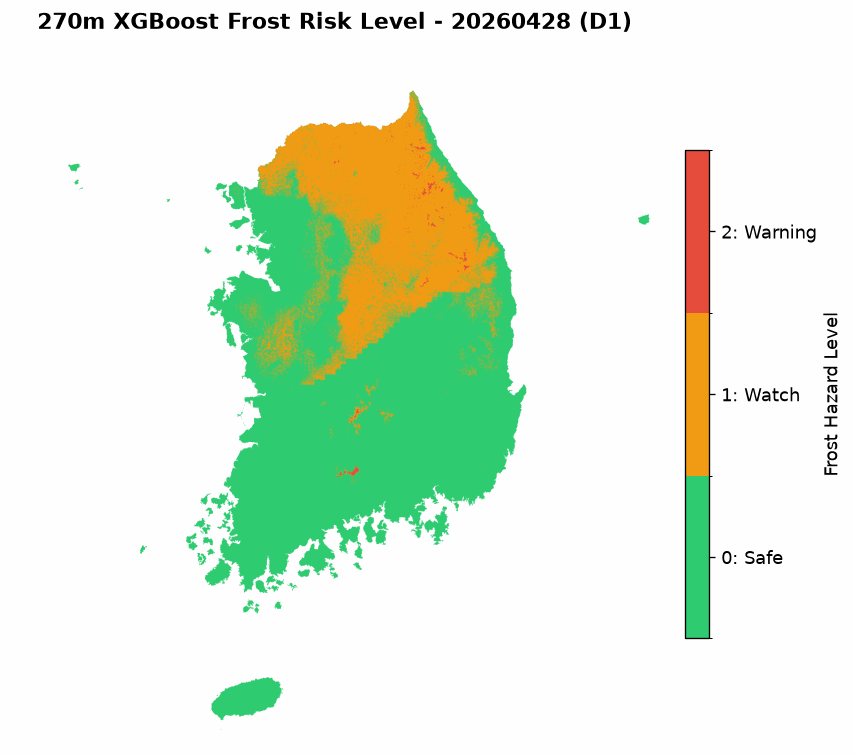 270m XGBoost Frost Risk Level - 20260428 (D1)
2: Warning
1: Watch
0: Safe
Frost Hazard Level